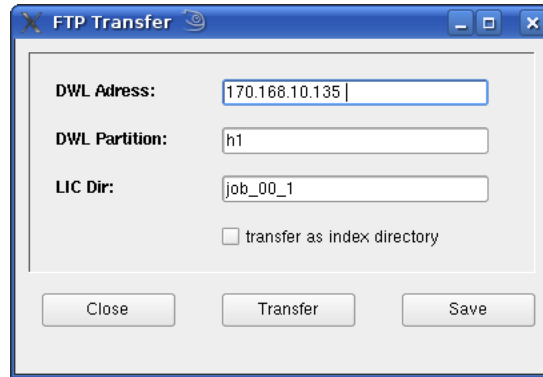 FTP Transfer
DWL Adress: 170.168.10.135
DWL Partition: h1
LIC Dir: job_00_1
transfer as index directory
Close Transfer Save